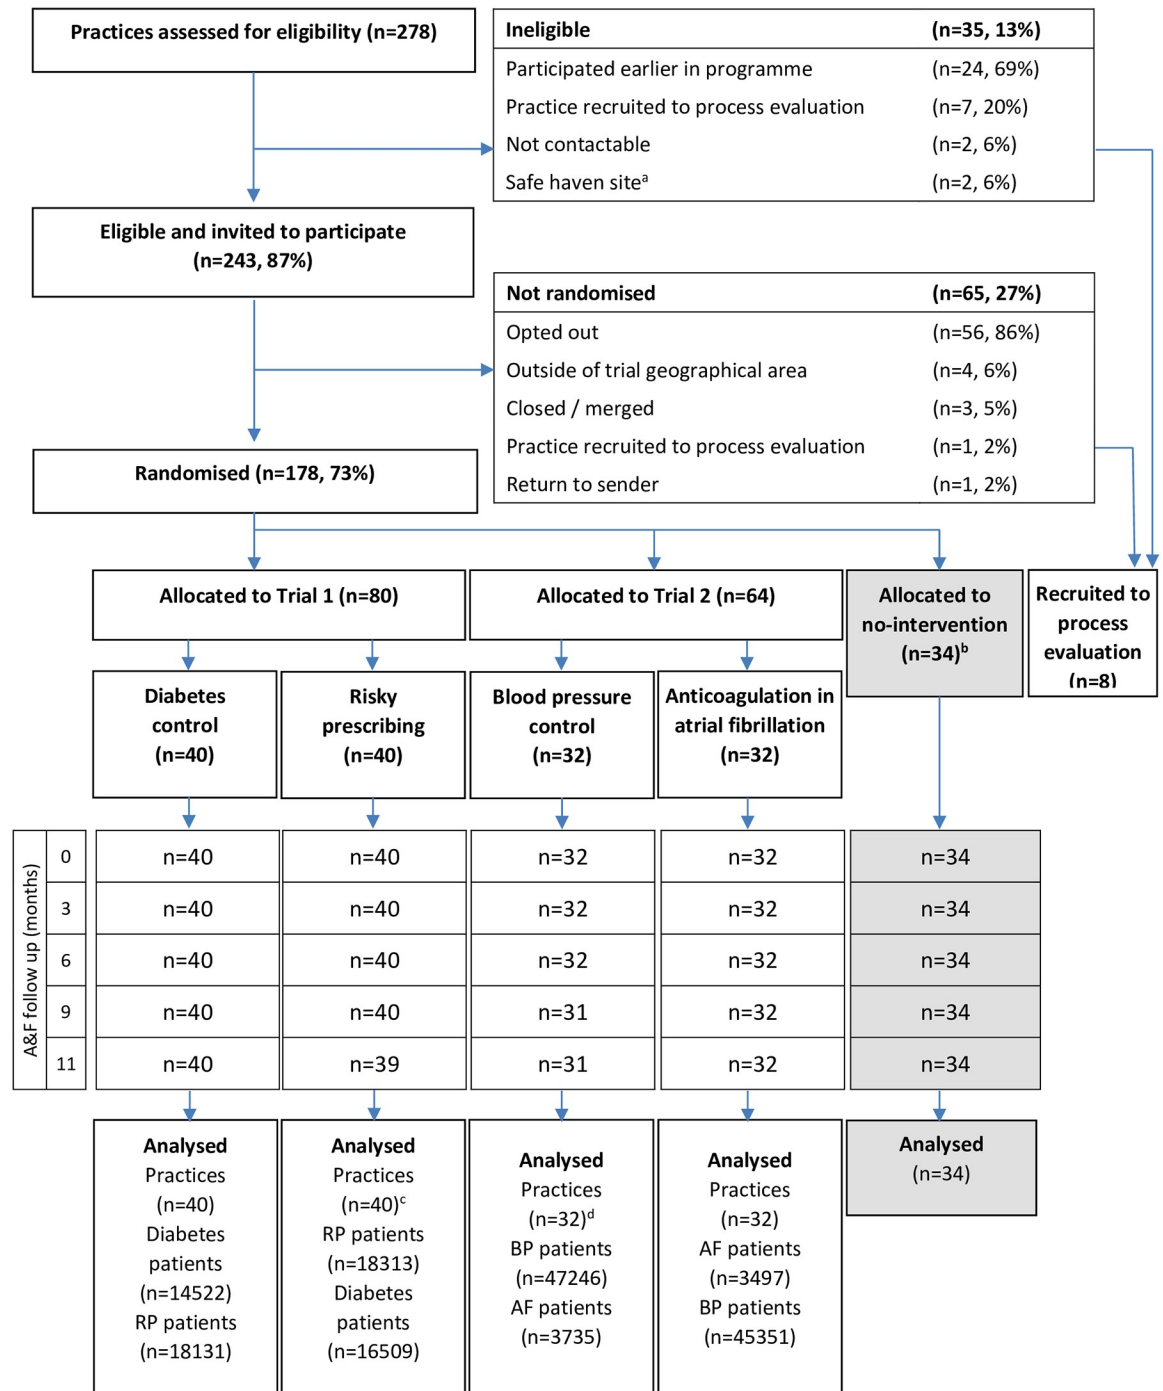 Practices assessed for eligibility (n=278)
Ineligible (n=35, 13%)
Participated earlier in programme (n=24, 69%)
Practice recruited to process evaluation (n=7, 20%)
Not contactable (n=2, 6%)
Safe haven siteᵃ (n=2, 6%)
Eligible and invited to participate
(n=243, 87%)
Not randomised (n=65, 27%)
Opted out (n=56, 86%)
Outside of trial geographical area (n=4, 6%)
Closed / merged (n=3, 5%)
Practice recruited to process evaluation (n=1, 2%)
Return to sender (n=1, 2%)
Randomised (n=178, 73%)
Allocated to Trial 1 (n=80)
Allocated to Trial 2 (n=64)
Allocated to
no-intervention
(n=34)ᵇ
Recruited to
process
evaluation
(n=8)
Diabetes
control
(n=40)
Risky
prescribing
(n=40)
Blood pressure
control
(n=32)
Anticoagulation in
atrial fibrillation
(n=32)
A&F follow up (months)
0 n=40 n=40 n=32 n=32 n=34
3 n=40 n=40 n=32 n=32 n=34
6 n=40 n=40 n=32 n=32 n=34
9 n=40 n=40 n=31 n=32 n=34
11 n=40 n=39 n=31 n=32 n=34
Analysed
Practices
(n=40)
Diabetes
patients
(n=14522)
RP patients
(n=18131)
Analysed
Practices
(n=40)ᶜ
RP patients
(n=18313)
Diabetes
patients
(n=16509)
Analysed
Practices
(n=32)ᵈ
BP patients
(n=47246)
AF patients
(n=3735)
Analysed
Practices
(n=32)
AF patients
(n=3497)
BP patients
(n=45351)
Analysed
(n=34)